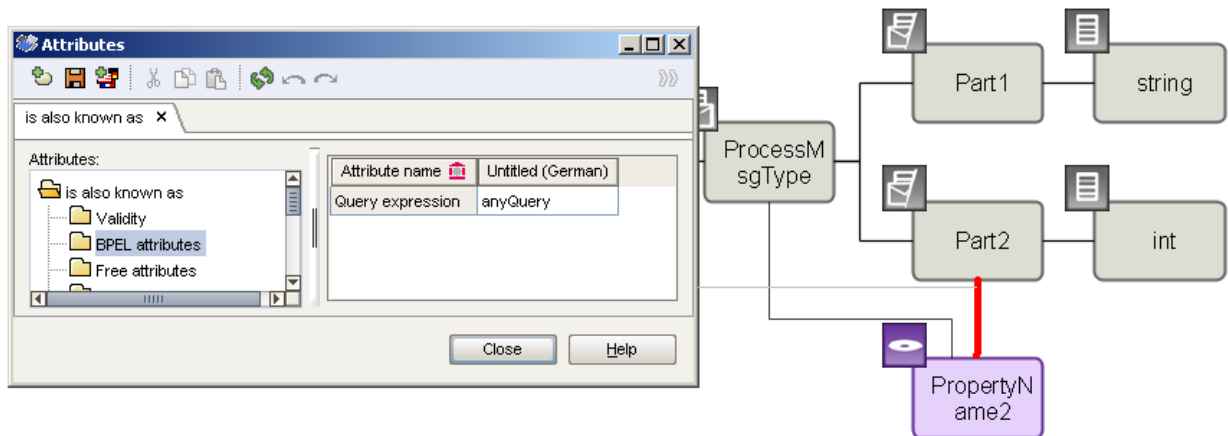 Attributes
is also known as
Attributes:
is also known as
Validity
BPEL attributes
Free attributes
Attribute name Untitled (German)
Query expression anyQuery
Close Help
Part1 string
ProcessM
sgType
Part2 int
PropertyN
ame2